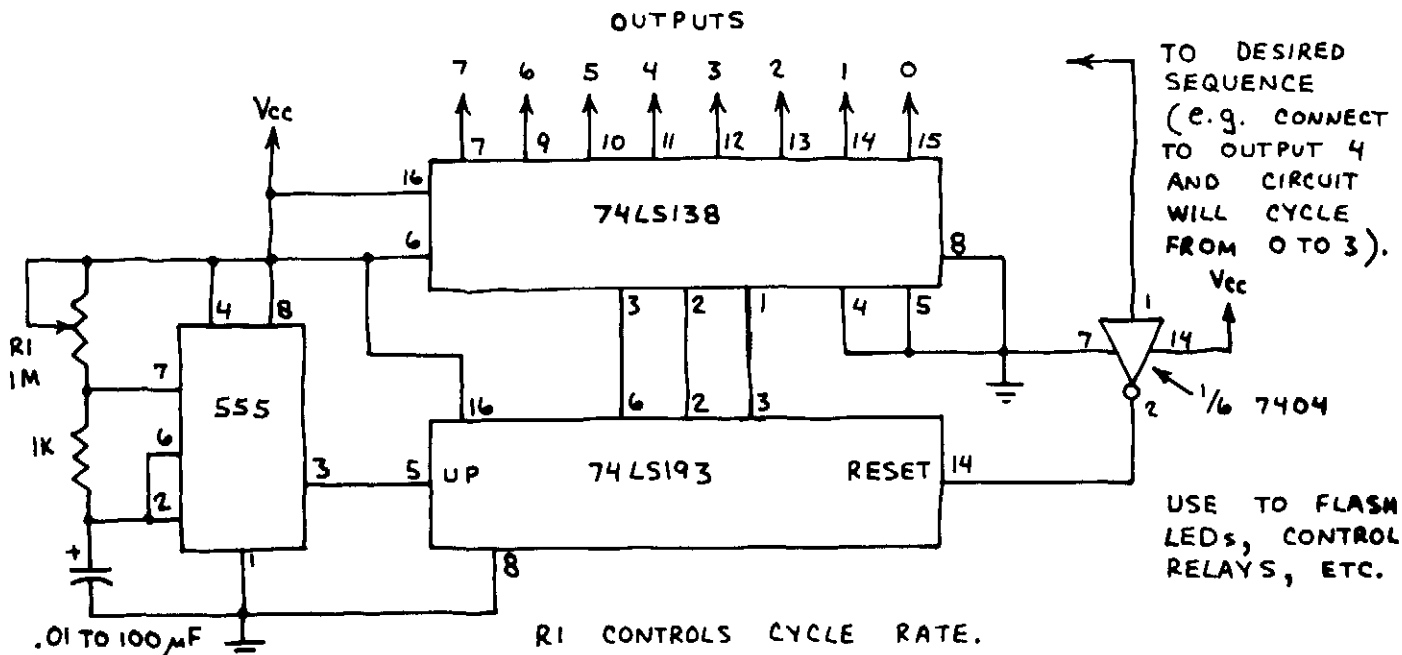 OUTPUTS
7 6 5 4 3 2 1 0
TO DESIRED
SEQUENCE
(e.g. CONNECT
TO OUTPUT 4
AND CIRCUIT
WILL CYCLE
FROM 0 TO 3).
Vcc
7 9 10 11 12 13 14 15
16
74LS138
6
8
3 2 1 4 5
Vcc
4 8
1
7
14
R1
1M
7
555
1/6 7404
2
16
6 2 3
1K
6
3
5
UP
74LS193
RESET
14
2
+
1
8
USE TO FLASH
LEDs, CONTROL
RELAYS, ETC.
.01 TO 100 µF
R1 CONTROLS CYCLE RATE.